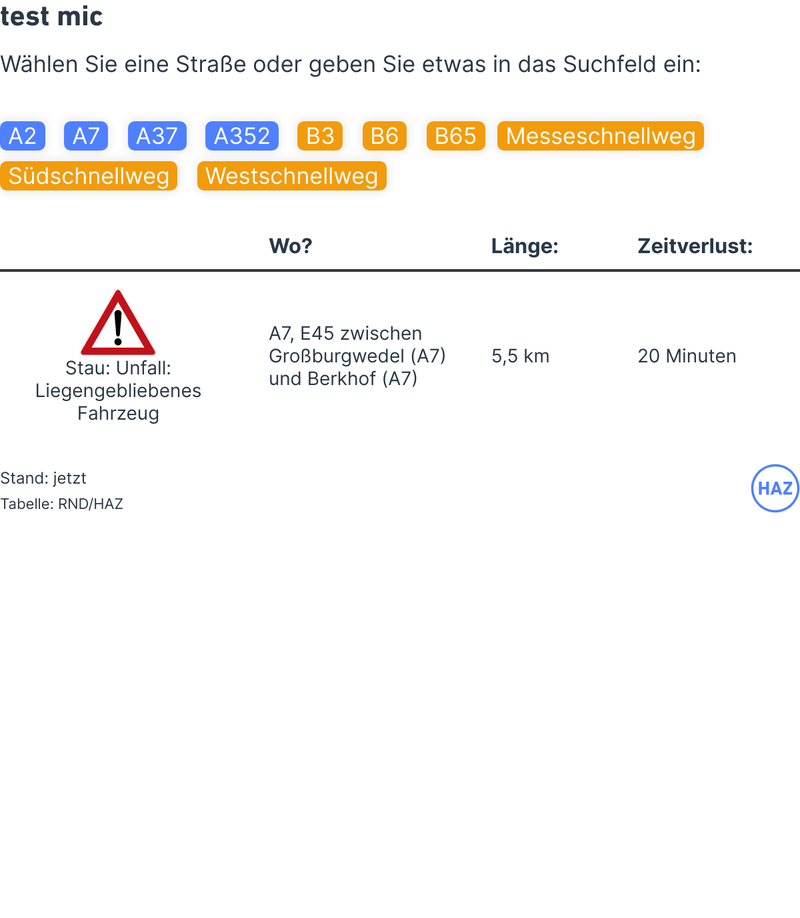 test mic
Wählen Sie eine Straße oder geben Sie etwas in das Suchfeld ein:
A2 A7 A37 A352 B3 B6 B65 Messeschnellweg
Südschnellweg Westschnellweg
Wo? Länge: Zeitverlust:
Stau: Unfall:
Liegengebliebenes
Fahrzeug
A7, E45 zwischen
Großburgwedel (A7)
und Berkhof (A7)
5,5 km
20 Minuten
Stand: jetzt
Tabelle: RND/HAZ
HAZ